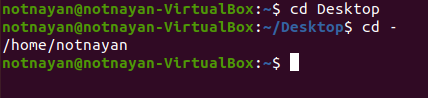 notnayan@notnayan-VirtualBox:~$ cd Desktop
notnayan@notnayan-VirtualBox:~/Desktop$ cd -
/home/notnayan
notnayan@notnayan-VirtualBox:~$